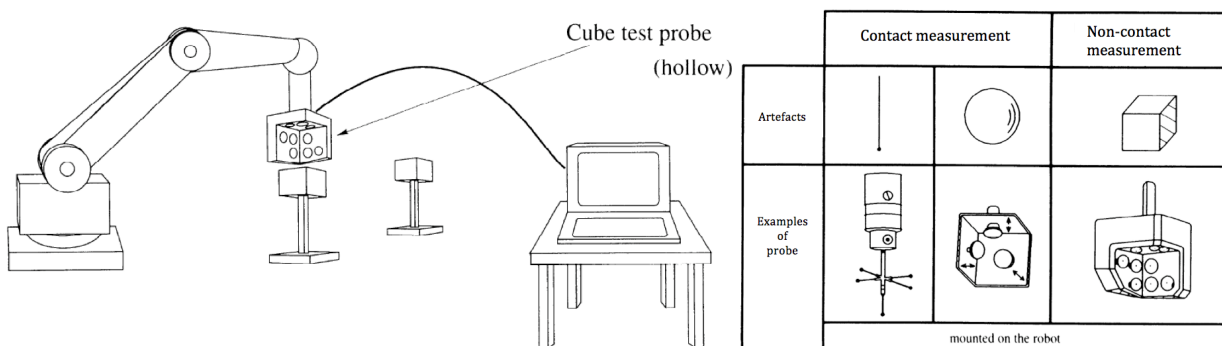 Cube test probe
(hollow)
Contact measurement
Non-contact
measurement
Artefacts
Examples
of
probe
mounted on the robot